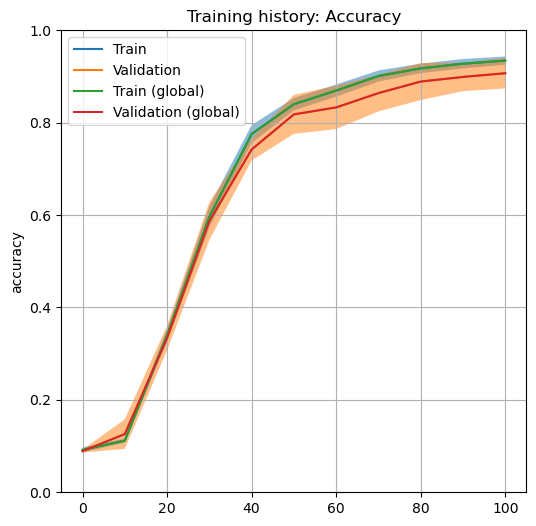 Training history: Accuracy
Train
Validation
Train (global)
Validation (global)
accuracy
1.0
0.8
0.6
0.4
0.2
0.0
0 20 40 60 80 100